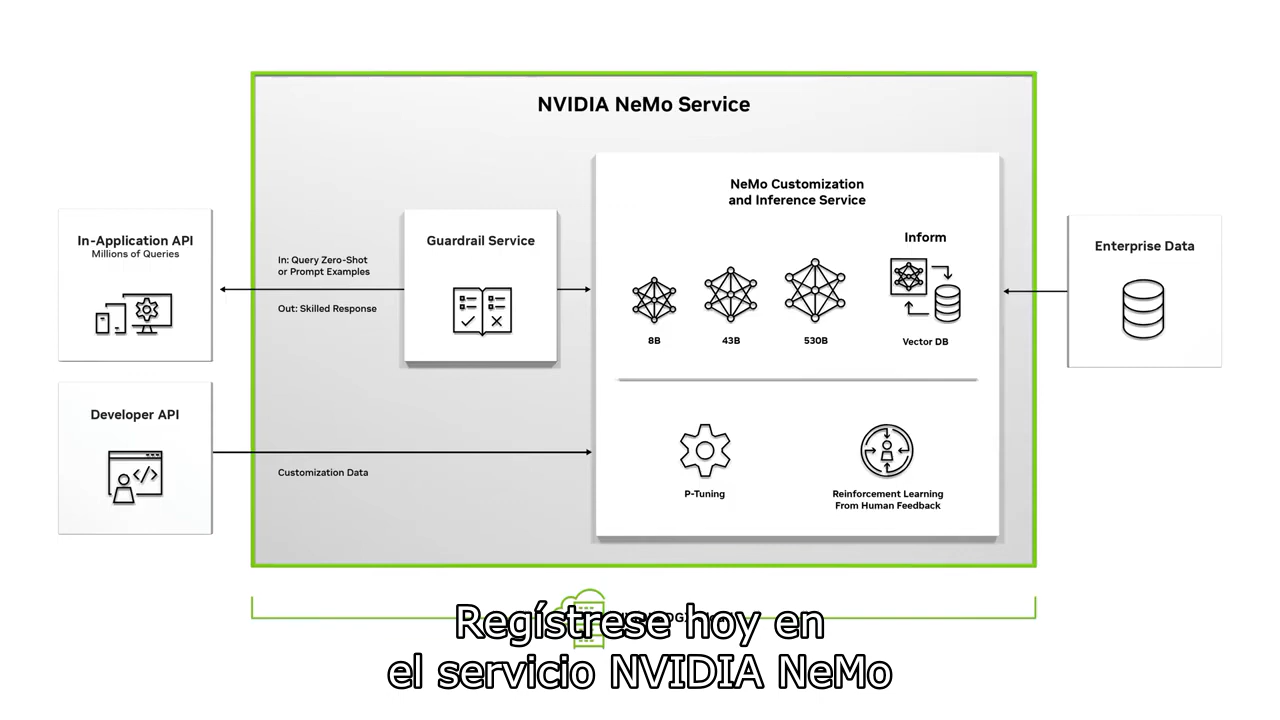 NVIDIA NeMo Service
NeMo Customization
and Inference Service
In-Application API
Millions of Queries
In: Query Zero-Shot
or Prompt Examples
Out: Skilled Response
Guardrail Service
Inform
8B
43B
530B
Vector DB
Enterprise Data
Developer API
Customization Data
P-Tuning
Reinforcement Learning
From Human Feedback
Regístrese hoy en
el servicio NVIDIA NeMo